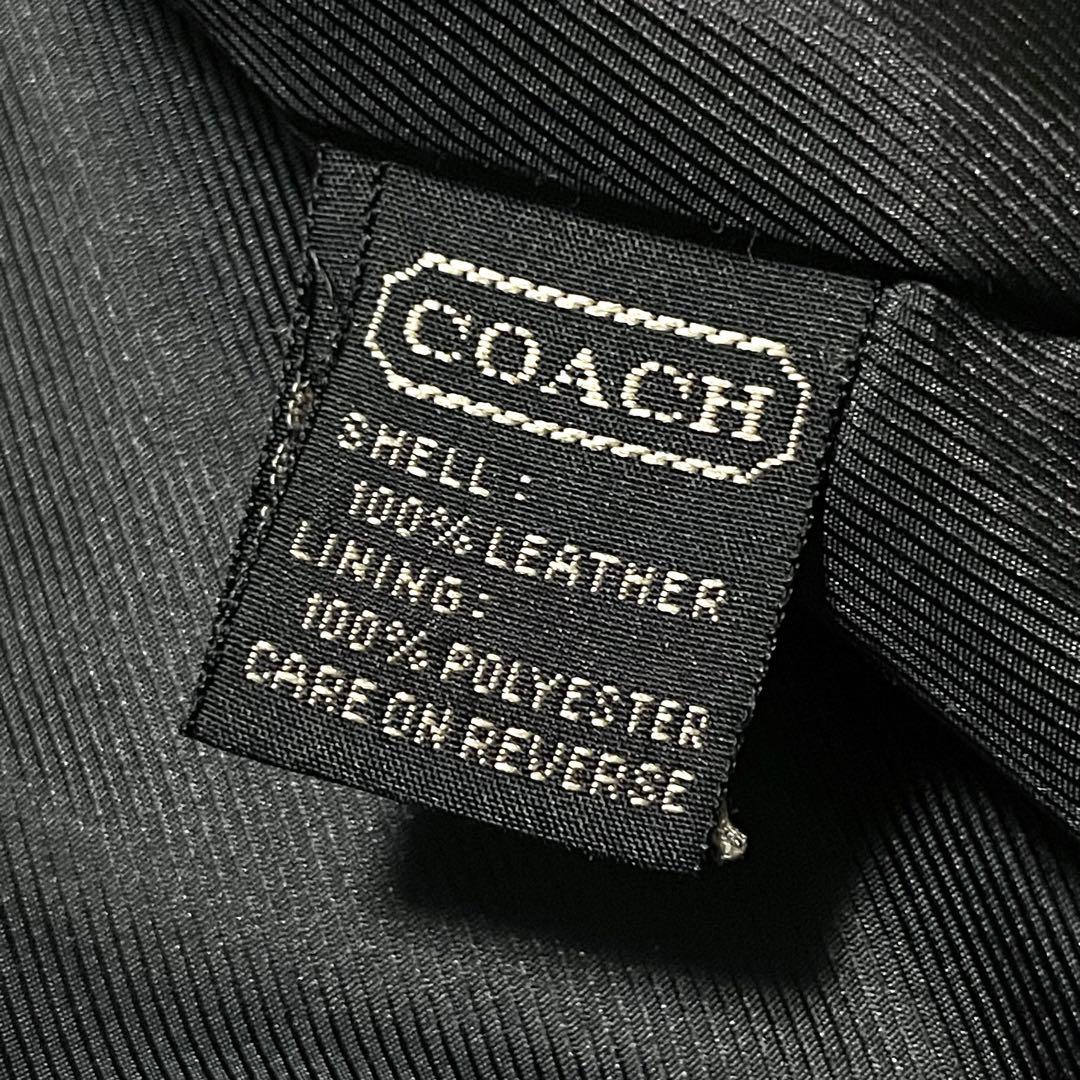 COACH
SHELL:
100% LEATHER
LINING:
100% POLYESTER
CARE ON REVERSE